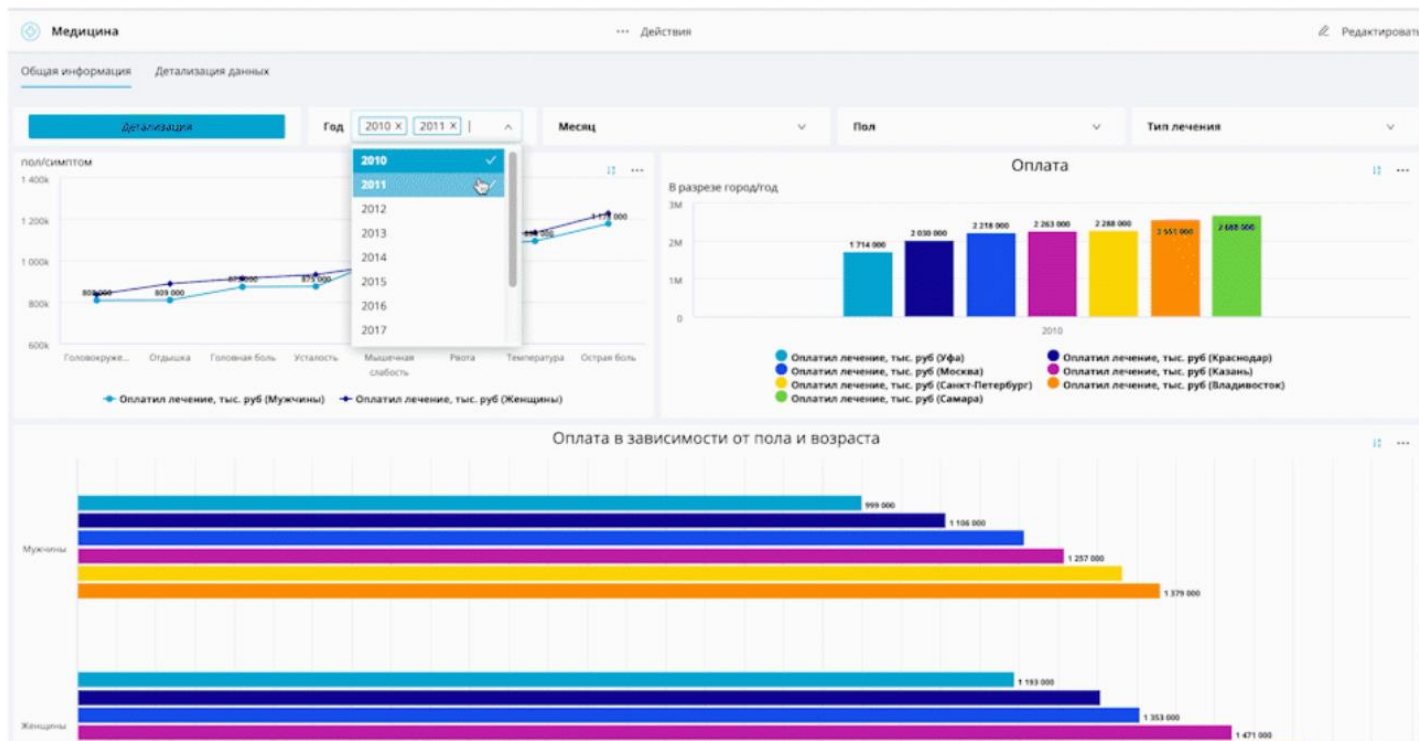 Медицина
Действия
Редактировать
Общая информация
Детализация данных
Детализация
Год
2010 ×
2011 ×
Месяц
Пол
Тип лечения
2010
2011
2012
2013
2014
2015
2016
2017
пол/симптом
1 400k
1 200k
1 000k
800k
600k
809 000
875 000
Головокруже...
Отдышка
Головная боль
Усталость
Мышечная
слабость
Рвота
Температура
Острая боль
Оплатил лечение, тыс. руб (Мужчины)
Оплатил лечение, тыс. руб (Женщины)
Оплата
В разрезе город/год
3M
2M
1M
0
1 714 000
2 030 000
2 218 000
2 263 000
2 288 000
2 551 000
2 688 000
2010
Оплатил лечение, тыс. руб (Уфа)
Оплатил лечение, тыс. руб (Краснодар)
Оплатил лечение, тыс. руб (Москва)
Оплатил лечение, тыс. руб (Казань)
Оплатил лечение, тыс. руб (Санкт-Петербург)
Оплатил лечение, тыс. руб (Владивосток)
Оплатил лечение, тыс. руб (Самара)
Оплата в зависимости от пола и возраста
Мужчины
999 000
1 106 000
1 257 000
1 379 000
Женщины
1 193 000
1 353 000
1 471 000